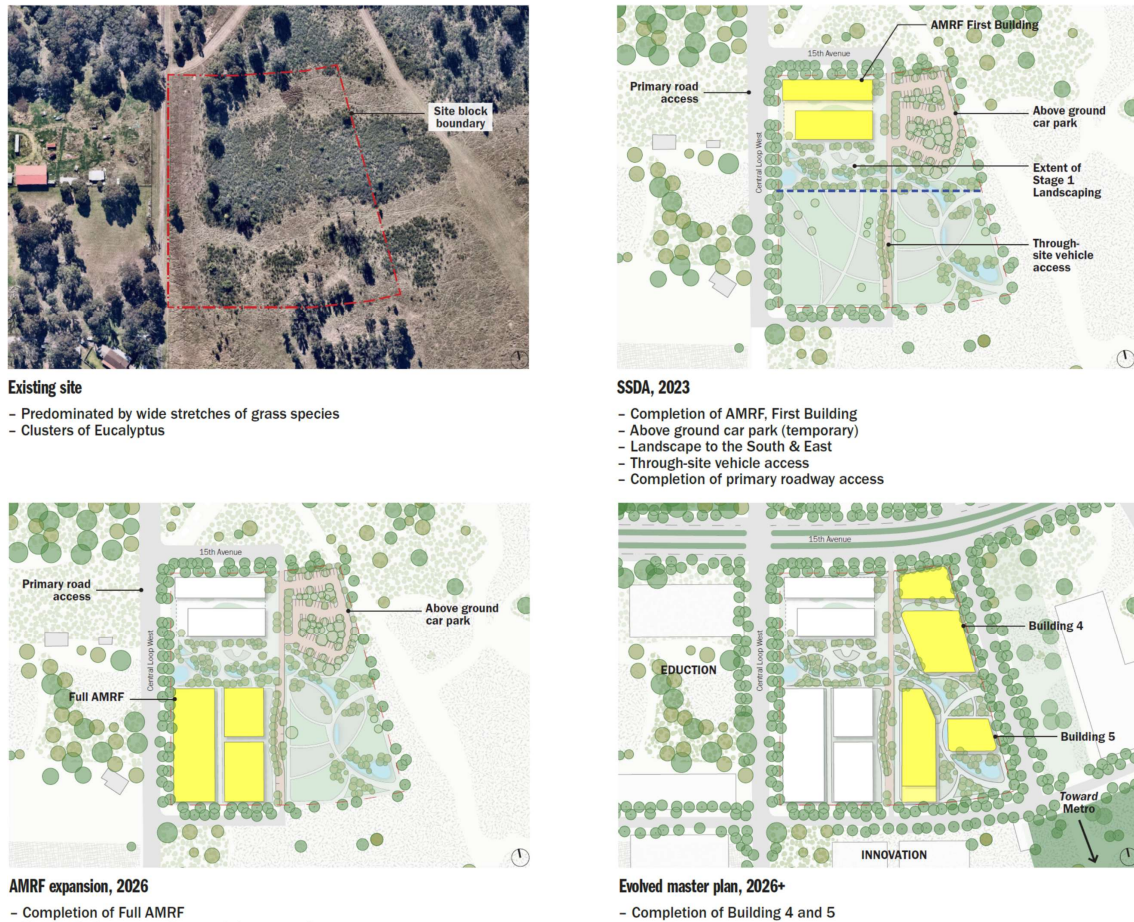 Site block
boundary
Existing site
– Predominated by wide stretches of grass species
– Clusters of Eucalyptus
AMRF First Building
15th Avenue
Primary road
access
Central Loop West
Above ground
car park
Extent of
Stage 1
Landscaping
Through-
site vehicle
access
SSDA, 2023
– Completion of AMRF, First Building
– Above ground car park (temporary)
– Landscape to the South & East
– Through-site vehicle access
– Completion of primary roadway access
15th Avenue
Primary road
access
Central Loop West
Above ground
car park
Full AMRF
AMRF expansion, 2026
– Completion of Full AMRF
15th Avenue
Central Loop West
Building 4
EDUCTION
Building 5
Toward
Metro
INNOVATION
Evolved master plan, 2026+
– Completion of Building 4 and 5